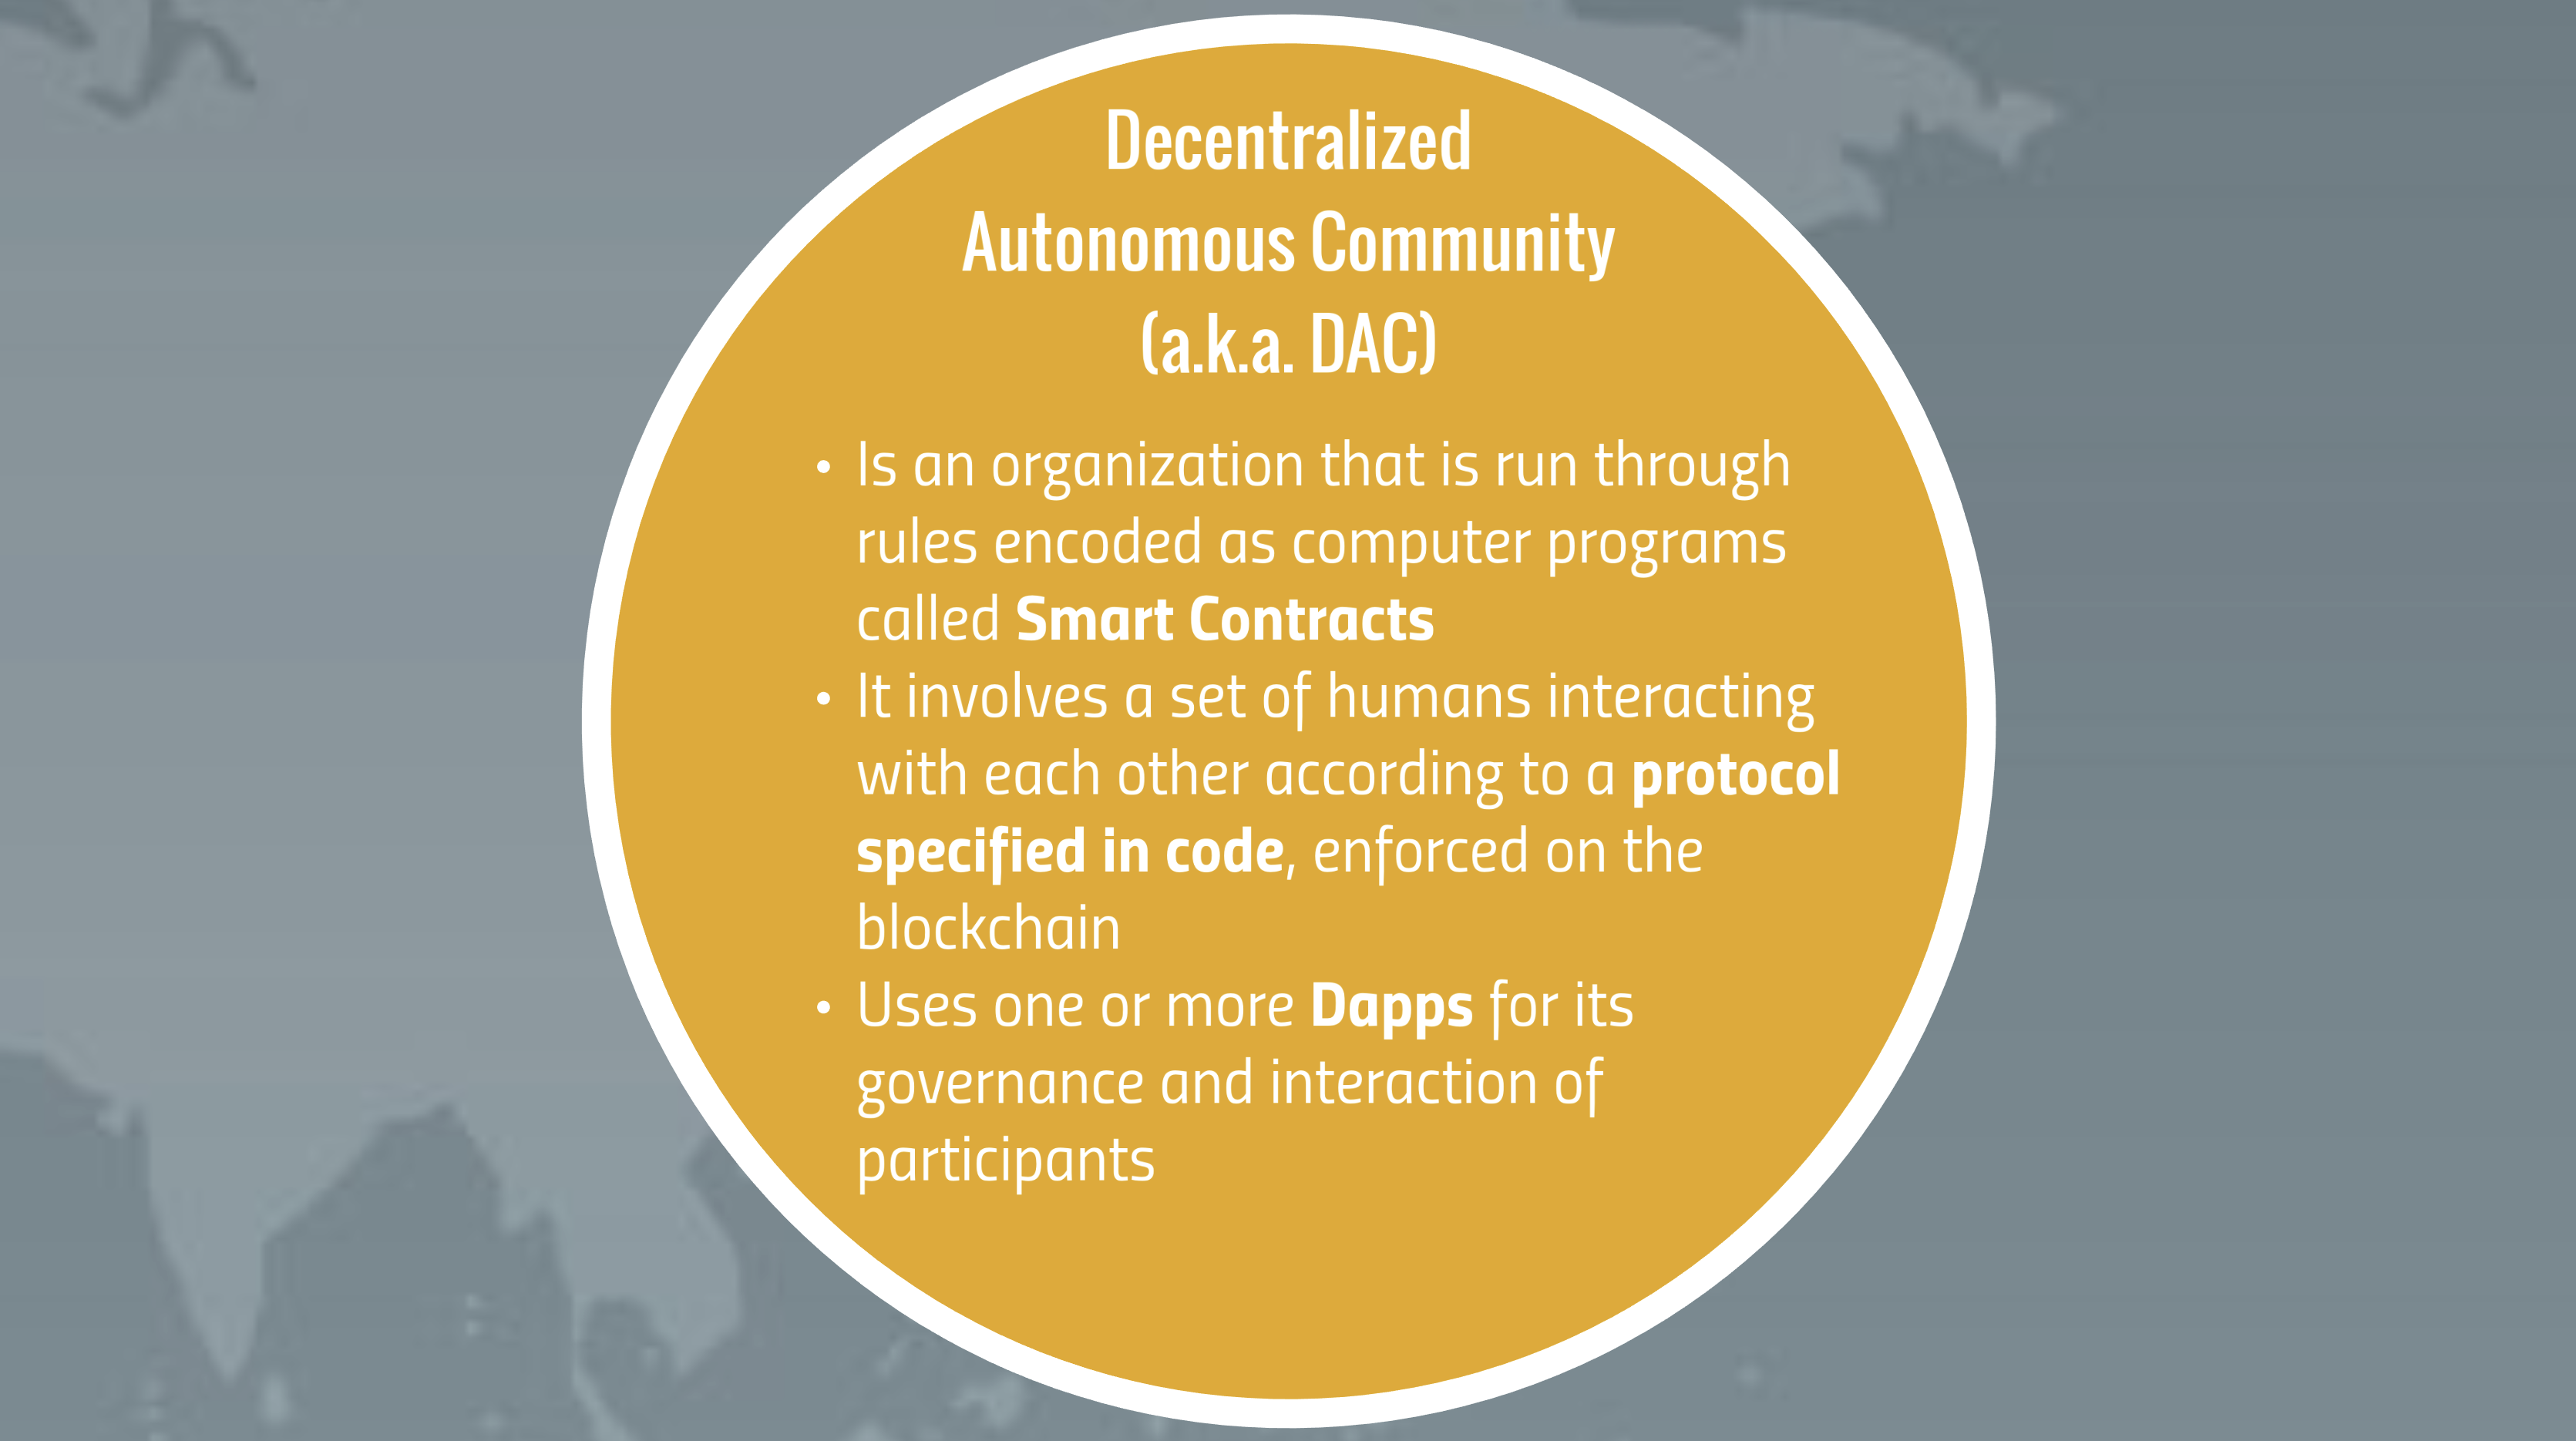 Decentralized
Autonomous Community
(a.k.a. DAC)
• Is an organization that is run through
rules encoded as computer programs
called Smart Contracts
• It involves a set of humans interacting
with each other according to a protocol
specified in code, enforced on the
blockchain
• Uses one or more Dapps for its
governance and interaction of
participants